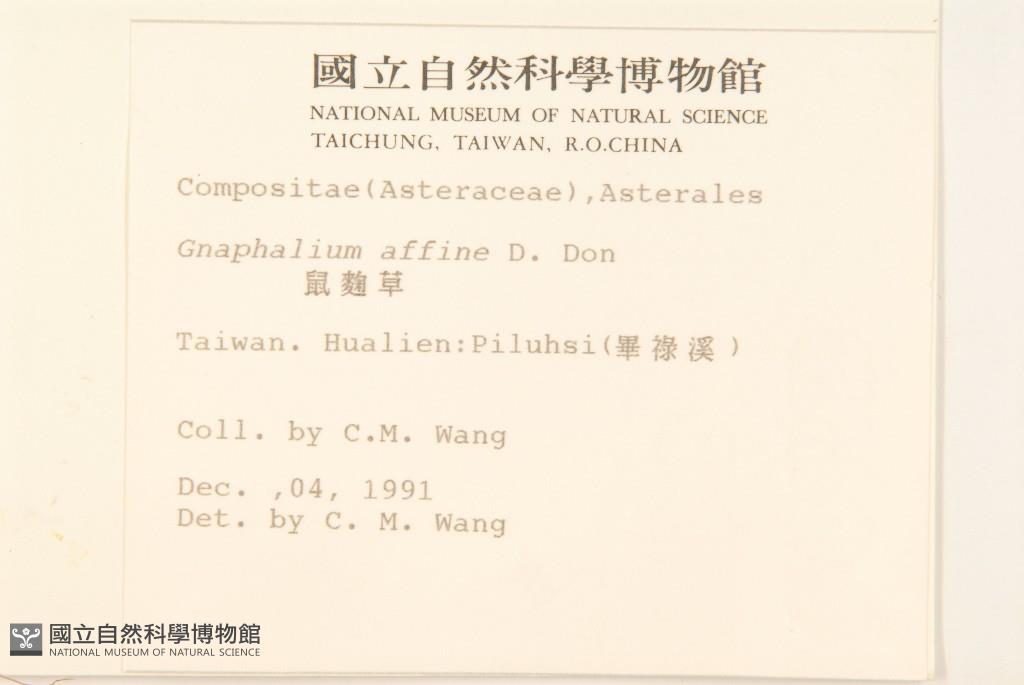 國立自然科學博物館
NATIONAL MUSEUM OF NATURAL SCIENCE
TAICHUNG, TAIWAN, R.O.CHINA
Compositae(Asteraceae),Asterales
Gnaphalium affine D. Don
鼠麴草
Taiwan. Hualien:Piluhsi(畢祿溪)
Coll. by C.M. Wang
Dec. ,04, 1991
Det. by C. M. Wang
國立自然科學博物館
NATIONAL MUSEUM OF NATURAL SCIENCE